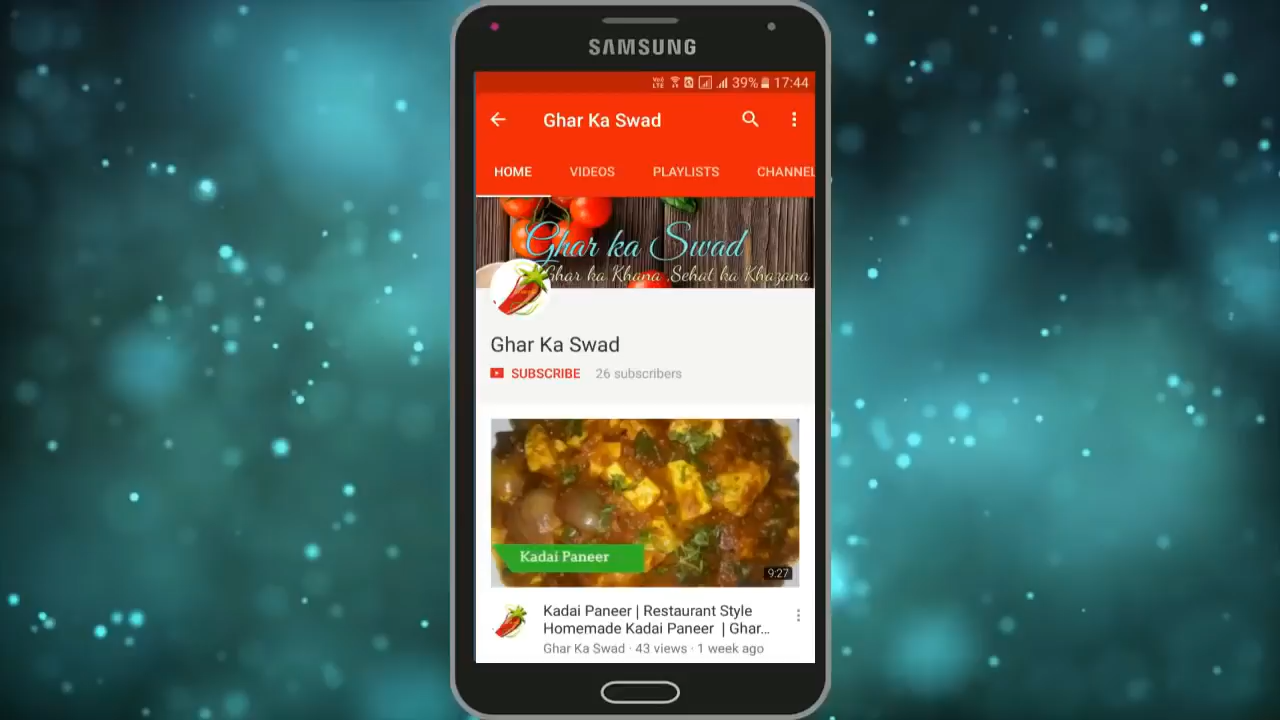 SAMSUNG
39% 17:44
Ghar Ka Swad
HOME VIDEOS PLAYLISTS CHANNEL
Ghar ka Swad
Ghar ka Khana Sehat ka Khazana
Ghar Ka Swad
SUBSCRIBE 26 subscribers
Kadai Paneer
9:27
Kadai Paneer | Restaurant Style
Homemade Kadai Paneer | Ghar...
Ghar Ka Swad · 43 views · 1 week ago